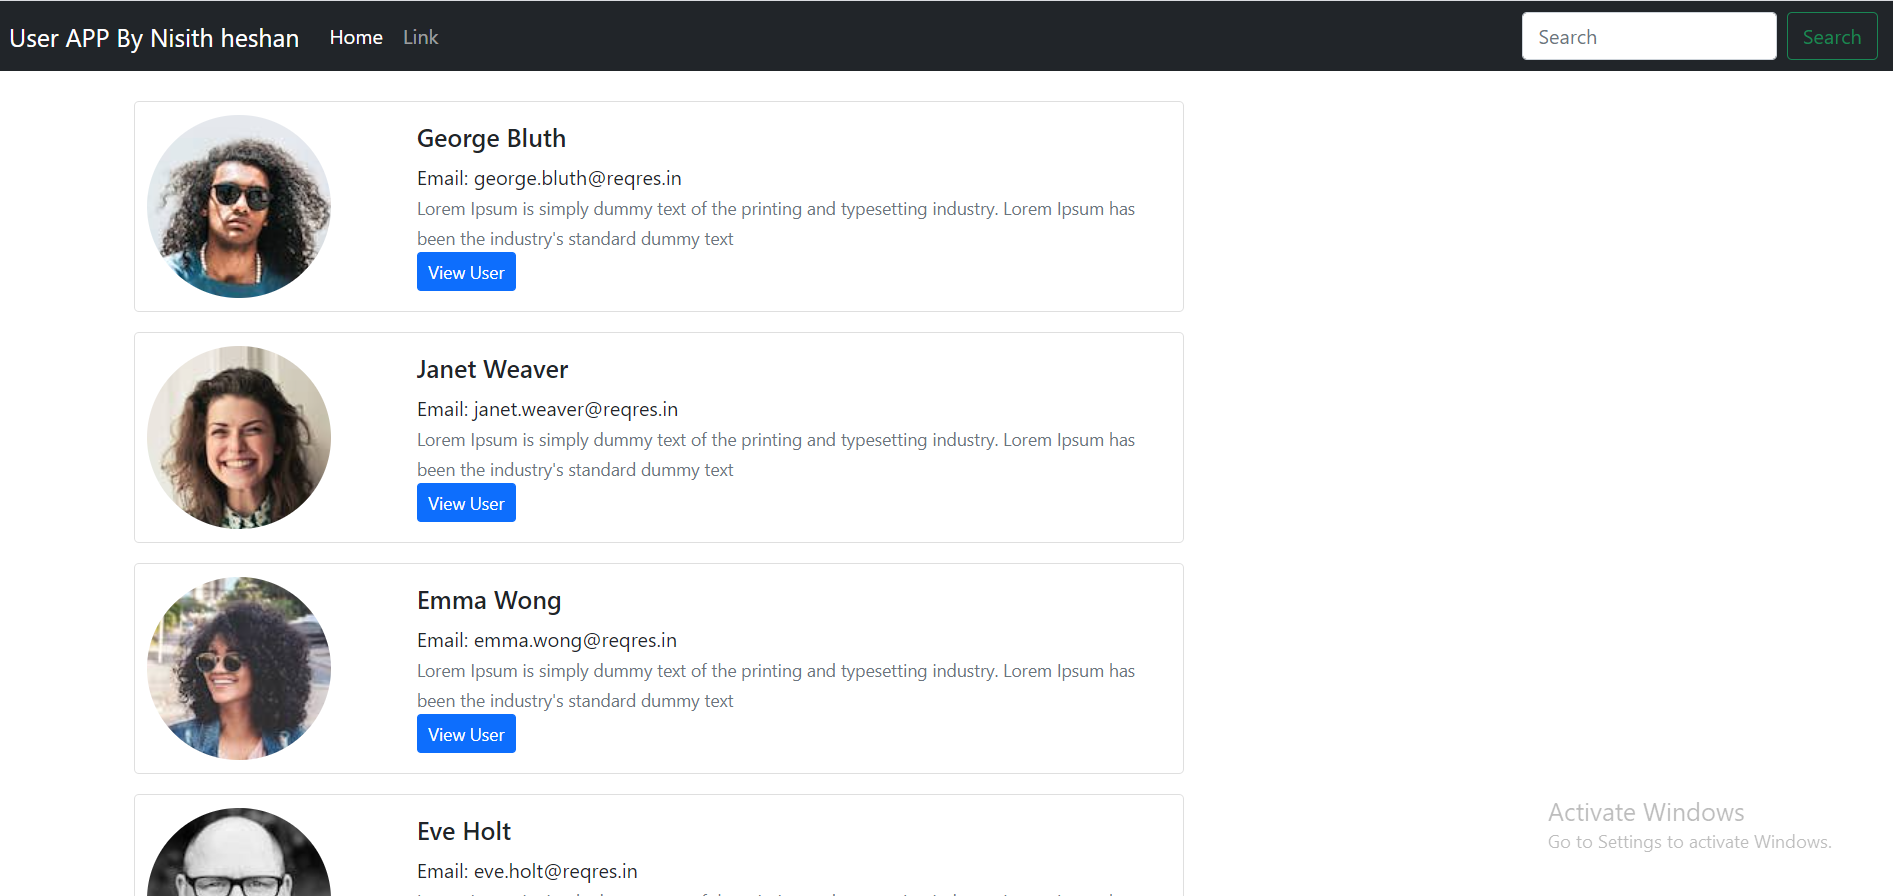 User APP By Nisith heshan Home Link Search Search
George Bluth
Email: george.bluth@reqres.in
Lorem Ipsum is simply dummy text of the printing and typesetting industry. Lorem Ipsum has
been the industry's standard dummy text
View User
Janet Weaver
Email: janet.weaver@reqres.in
Lorem Ipsum is simply dummy text of the printing and typesetting industry. Lorem Ipsum has
been the industry's standard dummy text
View User
Emma Wong
Email: emma.wong@reqres.in
Lorem Ipsum is simply dummy text of the printing and typesetting industry. Lorem Ipsum has
been the industry's standard dummy text
View User
Eve Holt
Email: eve.holt@reqres.in
Activate Windows
Go to Settings to activate Windows.